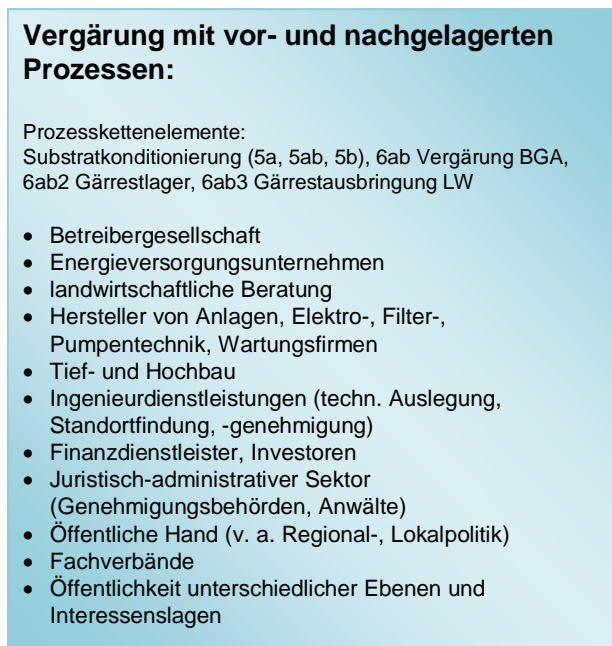 Vergärung mit vor- und nachgelagerten
Prozessen:
Prozesskettenelemente:
Substratkonditionierung (5a, 5ab, 5b), 6ab Vergärung BGA,
6ab2 Gärrestlager, 6ab3 Gärrestausbringung LW
• Betreibergesellschaft
• Energieversorgungsunternehmen
• landwirtschaftliche Beratung
• Hersteller von Anlagen, Elektro-, Filter-,
Pumpentechnik, Wartungsfirmen
• Tief- und Hochbau
• Ingenieurdienstleistungen (techn. Auslegung,
Standortfindung, -genehmigung)
• Finanzdienstleister, Investoren
• Juristisch-administrativer Sektor
(Genehmigungsbehörden, Anwälte)
• Öffentliche Hand (v. a. Regional-, Lokalpolitik)
• Fachverbände
• Öffentlichkeit unterschiedlicher Ebenen und
Interessenslagen